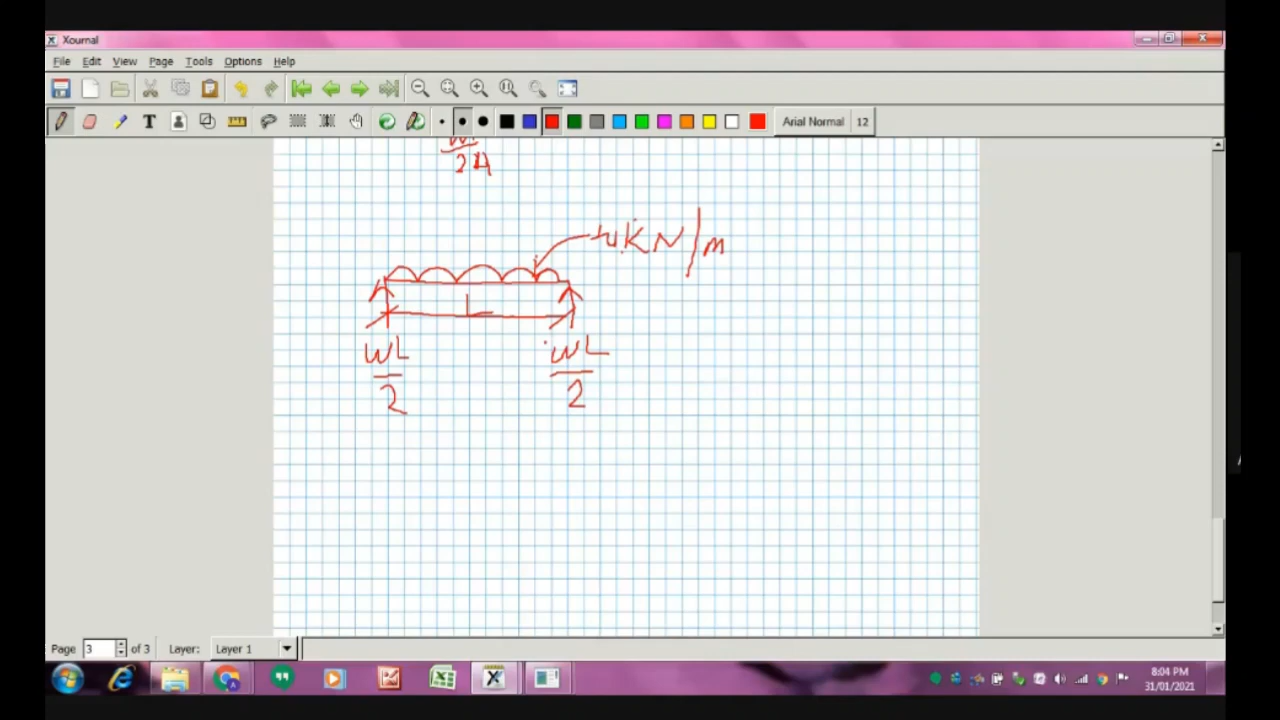 Xournal
File Edit View Page Tools Options Help
T Arial Normal 12
24
w KN/m
L
WL WL
2 2
Page 3 of 3 Layer: Layer 1
8:04 PM
31/01/2021